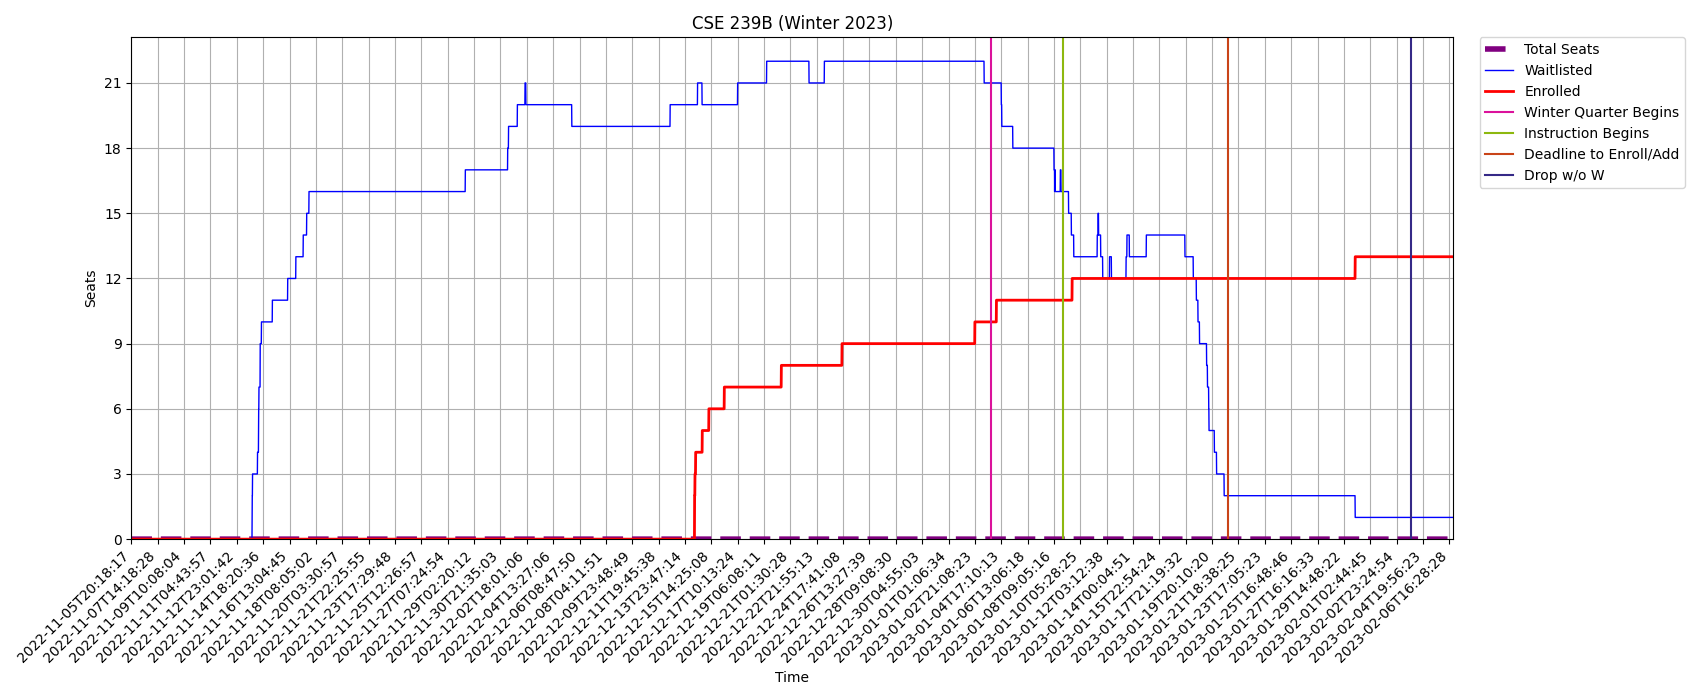 CSE 239B (Winter 2023)
Total Seats
Waitlisted
Enrolled
Winter Quarter Begins
Instruction Begins
Deadline to Enroll/Add
Drop w/o W
Seats
21
18
15
12
9
6
3
0
2022-11-05T20:18:17
2022-11-07T14:18:28
2022-11-09T10:08:04
2022-11-11T04:43:57
2022-11-12T23:01:42
2022-11-14T18:20:36
2022-11-16T13:04:45
2022-11-18T08:05:02
2022-11-20T03:30:57
2022-11-21T22:25:55
2022-11-23T17:29:48
2022-11-25T12:26:57
2022-11-27T07:24:54
2022-11-29T02:20:12
2022-11-30T21:35:03
2022-12-02T18:01:06
2022-12-04T13:27:06
2022-12-06T08:47:50
2022-12-08T04:11:51
2022-12-09T23:48:49
2022-12-11T19:45:38
2022-12-13T23:47:14
2022-12-15T14:25:08
2022-12-17T10:13:24
2022-12-19T06:08:11
2022-12-21T01:30:28
2022-12-22T21:55:13
2022-12-24T17:41:08
2022-12-26T13:27:39
2022-12-28T09:08:30
2022-12-30T04:55:03
2023-01-01T01:06:34
2023-01-02T21:08:23
2023-01-04T17:10:13
2023-01-06T13:06:18
2023-01-08T09:05:16
2023-01-10T05:28:25
2023-01-12T03:12:38
2023-01-14T00:04:51
2023-01-15T22:54:24
2023-01-17T21:19:32
2023-01-19T20:10:20
2023-01-21T18:38:25
2023-01-23T17:05:23
2023-01-25T16:48:46
2023-01-27T16:16:33
2023-01-29T14:48:22
2023-02-01T02:44:45
2023-02-02T23:24:54
2023-02-04T19:56:23
2023-02-06T16:28:28
Time